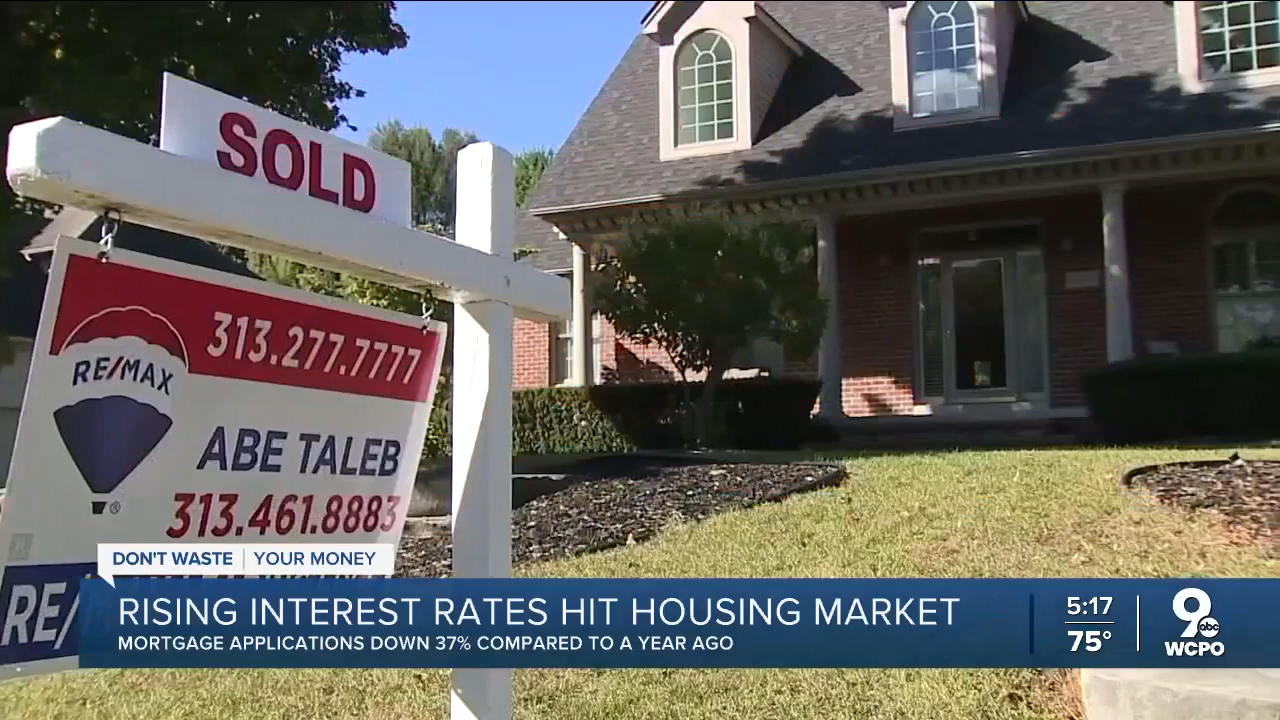 SOLD
RE/MAX
313.277.7777
ABE TALEB
313.461.8883
RE/
DON'T WASTE YOUR MONEY
RISING INTEREST RATES HIT HOUSING MARKET
MORTGAGE APPLICATIONS DOWN 37% COMPARED TO A YEAR AGO
5:17
75°
9 abc
WCPO